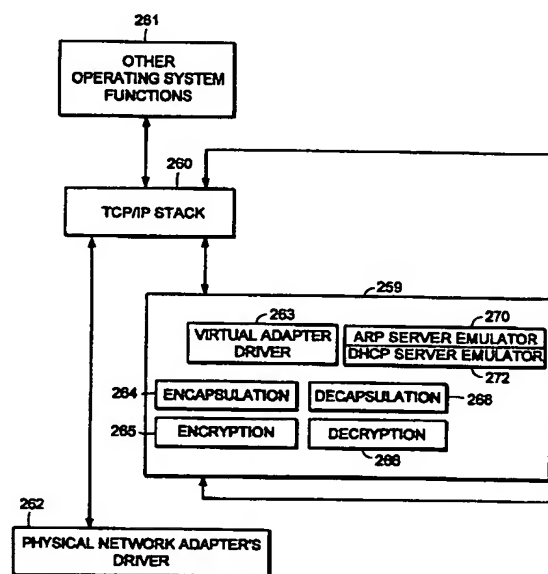 261
OTHER
OPERATING SYSTEM
FUNCTIONS
260
TCP/IP STACK
259
263
VIRTUAL ADAPTER
DRIVER
270
ARP SERVER EMULATOR
DHCP SERVER EMULATOR
272
264
ENCAPSULATION
DECAPSULATION
268
265
ENCRYPTION
DECRYPTION
266
262
PHYSICAL NETWORK ADAPTER'S
DRIVER